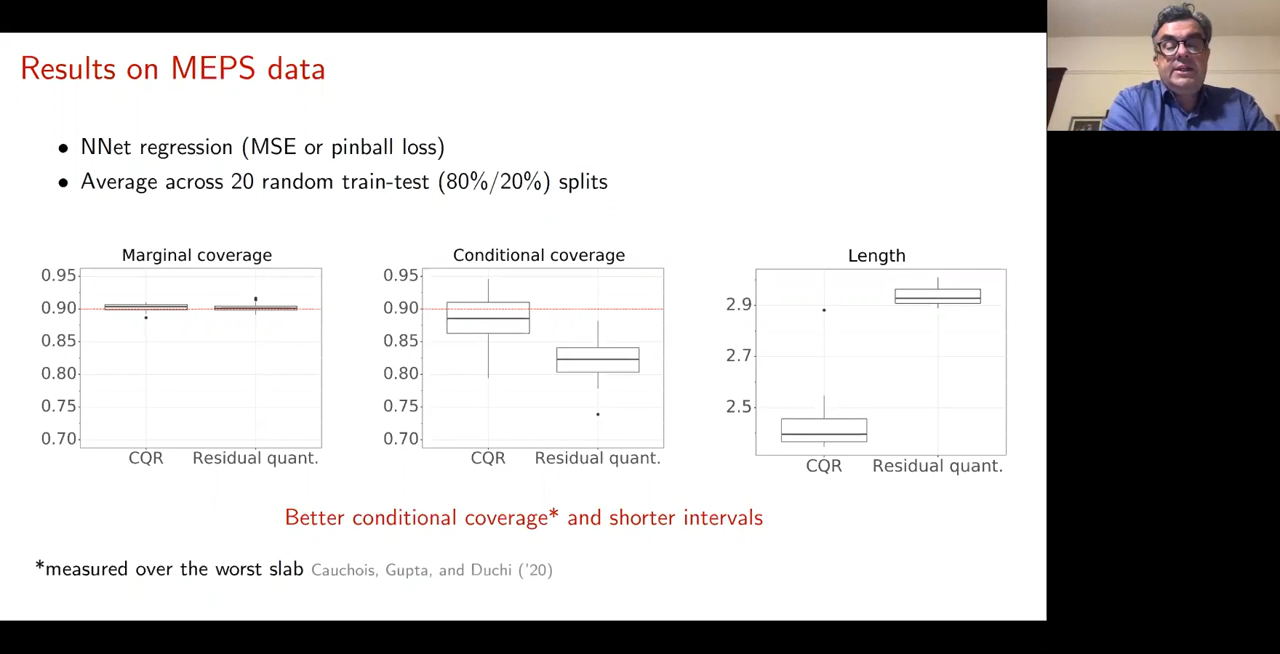 Results on MEPS data
• NNet regression (MSE or pinball loss)
• Average across 20 random train-test (80%/20%) splits
Marginal coverage
0.95
0.90
0.85
0.80
0.75
0.70
CQR Residual quant.
Conditional coverage
0.95
0.90
0.85
0.80
0.75
0.70
CQR Residual quant.
Length
2.9
2.7
2.5
CQR Residual quant.
Better conditional coverage* and shorter intervals
*measured over the worst slab Cauchois, Gupta, and Duchi ('20)